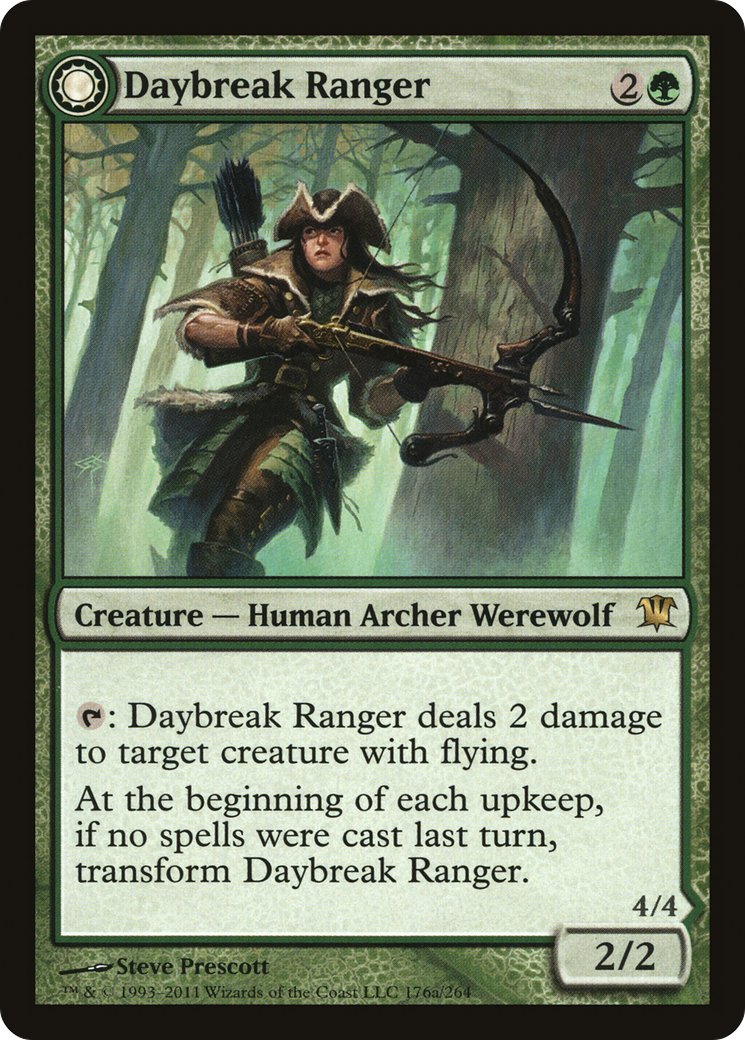 Daybreak Ranger 2
Creature — Human Archer Werewolf
: Daybreak Ranger deals 2 damage
to target creature with flying.
At the beginning of each upkeep,
if no spells were cast last turn,
transform Daybreak Ranger.
4/4
2/2
Steve Prescott
™ & © 1993–2011 Wizards of the Coast LLC 176a/264